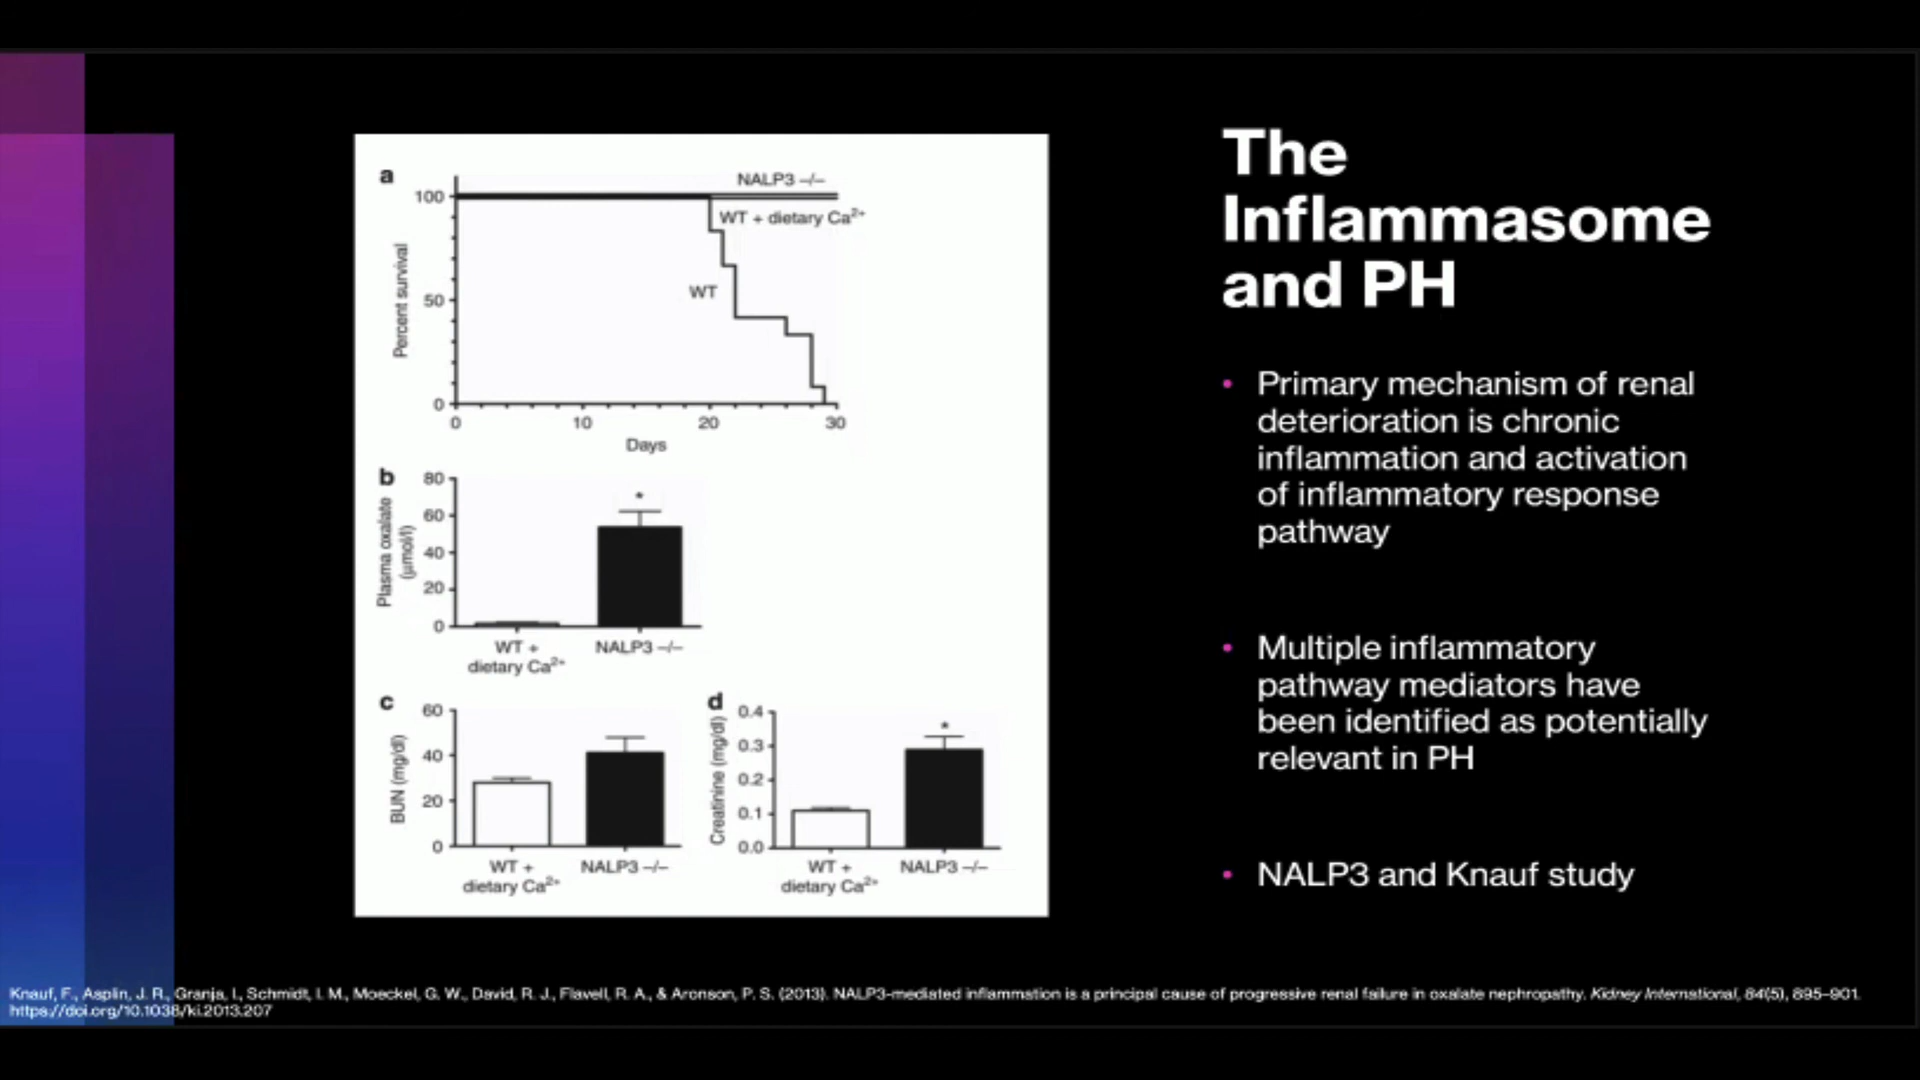 The
Inflammasome
and PH
• Primary mechanism of renal
deterioration is chronic
inflammation and activation
of inflammatory response
pathway
• Multiple inflammatory
pathway mediators have
been identified as potentially
relevant in PH
• NALP3 and Knauf study
a
Percent survival
100
50
0
NALP3 –/–
WT + dietary Ca²⁺
WT
0 10 20 30
Days
b
Plasma oxalate
(μmol/l)
80
60
40
20
0
*
WT +
dietary Ca²⁺
NALP3 –/–
c
BUN (mg/dl)
60
40
20
0
WT +
dietary Ca²⁺
NALP3 –/–
d
Creatinine (mg/dl)
0.4
0.3
0.2
0.1
0.0
*
WT +
dietary Ca²⁺
NALP3 –/–
Knauf, F., Asplin, J. R., Granja, I., Schmidt, I. M., Moeckel, G. W., David, R. J., Flavell, R. A., & Aronson, P. S. (2013). NALP3-mediated inflammation is a principal cause of progressive renal failure in oxalate nephropathy. Kidney International, 84(5), 895–901.
https://doi.org/10.1038/ki.2013.207